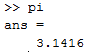 >> pi
ans =
3.1416